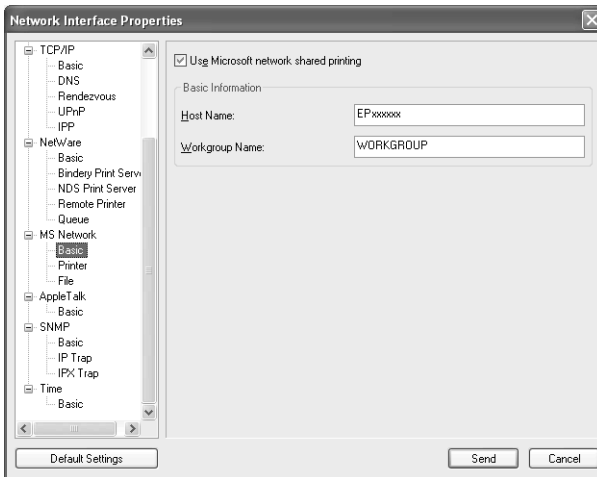 Network Interface Properties
TCP/IP
Basic
DNS
Rendezvous
UPnP
IPP
NetWare
Basic
Bindery Print Serv
NDS Print Server
Remote Printer
Queue
MS Network
Basic
Printer
File
AppleTalk
Basic
SNMP
Basic
IP Trap
IPX Trap
Time
Basic
Default Settings
Use Microsoft network shared printing
Basic Information
Host Name: EPxxxxxx
Workgroup Name: WORKGROUP
Send Cancel